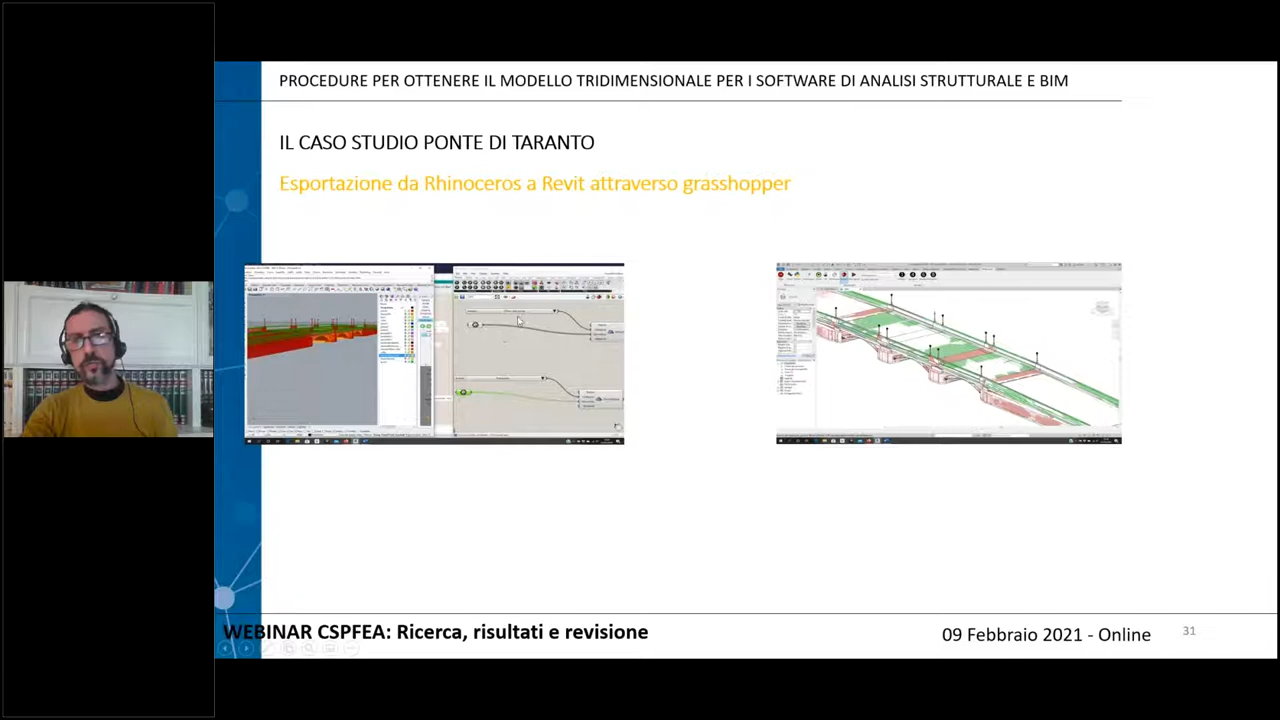 PROCEDURE PER OTTENERE IL MODELLO TRIDIMENSIONALE PER I SOFTWARE DI ANALISI STRUTTURALE E BIM
IL CASO STUDIO PONTE DI TARANTO
Esportazione da Rhinoceros a Revit attraverso grasshopper
WEBINAR CSPFEA: Ricerca, risultati e revisione
09 Febbraio 2021 - Online
31